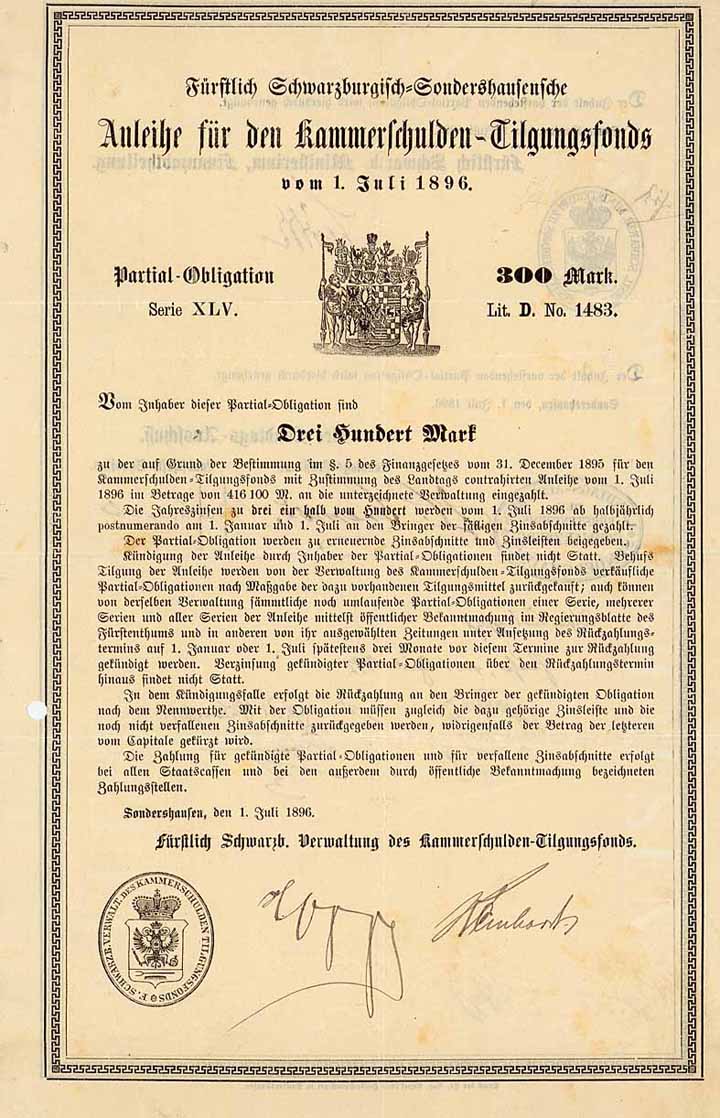 Fürstlich Schwarzburgisch-Sondershausensche
Anleihe für den Kammerschulden-Tilgungsfonds
vom 1. Juli 1896.
Partial-Obligation
Serie XLV.
300 Mark.
Lit. D. No. 1483.
Vom Inhaber dieser Partial-Obligation sind
Drei Hundert Mark
zu der auf Grund der Bestimmung im §. 5 des Finanzgesetzes vom 31. December 1895 für den
Kammerschulden-Tilgungsfonds mit Zustimmung des Landtags contrahirten Anleihe vom 1. Juli
1896 im Betrage von 416 100 M. an die unterzeichnete Verwaltung eingezahlt.
Die Jahreszinsen zu drei ein halb vom Hundert werden vom 1. Juli 1896 ab halbjährlich
postnumerando am 1. Januar und 1. Juli an den Bringer der fälligen Zinsabschnitte gezahlt.
Der Partial-Obligation werden zu erneuernde Zinsabschnitte und Zinsleisten beigegeben.
Kündigung der Anleihe durch Inhaber der Partial-Obligationen findet nicht Statt. Behufs
Tilgung der Anleihe werden von der Verwaltung des Kammerschulden-Tilgungsfonds verkäufliche
Partial-Obligationen nach Maßgabe der dazu vorhandenen Tilgungsmittel zurückgekauft; auch können
von derselben Verwaltung sämmtliche noch umlaufende Partial-Obligationen einer Serie, mehrerer
Serien und aller Serien der Anleihe mittelst öffentlicher Bekanntmachung im Regierungsblatte des
Fürstenthums und in anderen von ihr ausgewählten Zeitungen unter Ansetzung des Rückzahlungs-
termins auf 1. Januar oder 1. Juli spätestens drei Monate vor diesem Termine zur Rückzahlung
gekündigt werden. Verzinsung gekündigter Partial-Obligationen über den Rückzahlungstermin
hinaus findet nicht Statt.
In dem Kündigungsfalle erfolgt die Rückzahlung an den Bringer der gekündigten Obligation
nach dem Nennwerthe. Mit der Obligation müssen zugleich die dazu gehörige Zinsleiste und die
noch nicht verfallenen Zinsabschnitte zurückgegeben werden, widrigenfalls der Betrag der letzteren
vom Capitale gekürzt wird.
Die Zahlung für gekündigte Partial-Obligationen und für verfallene Zinsabschnitte erfolgt
bei allen Staatscassen und bei den außerdem durch öffentliche Bekanntmachung bezeichneten
Zahlungsstellen.
Sondershausen, den 1. Juli 1896.
Fürstlich Schwarzb. Verwaltung des Kammerschulden-Tilgungsfonds.
F. SCHWARZB. VERWALT. DES KAMMERSCHULDEN TILGUNGSFONDS